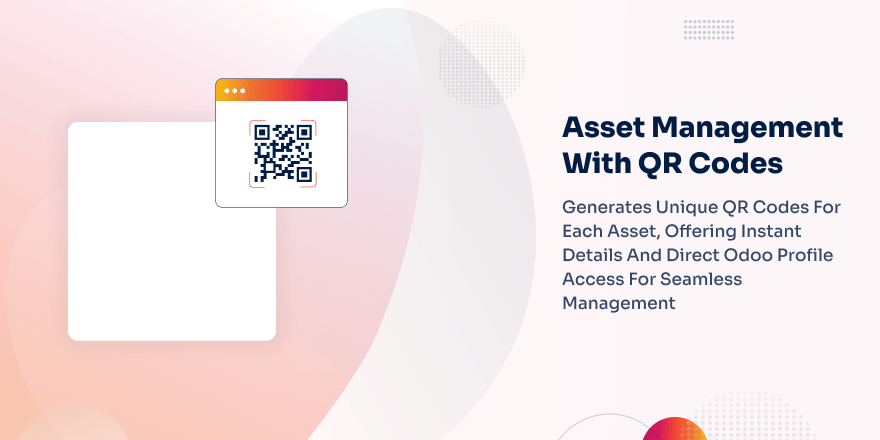 Asset Management
With QR Codes
Generates Unique QR Codes For
Each Asset, Offering Instant
Details And Direct Odoo Profile
Access For Seamless
Management